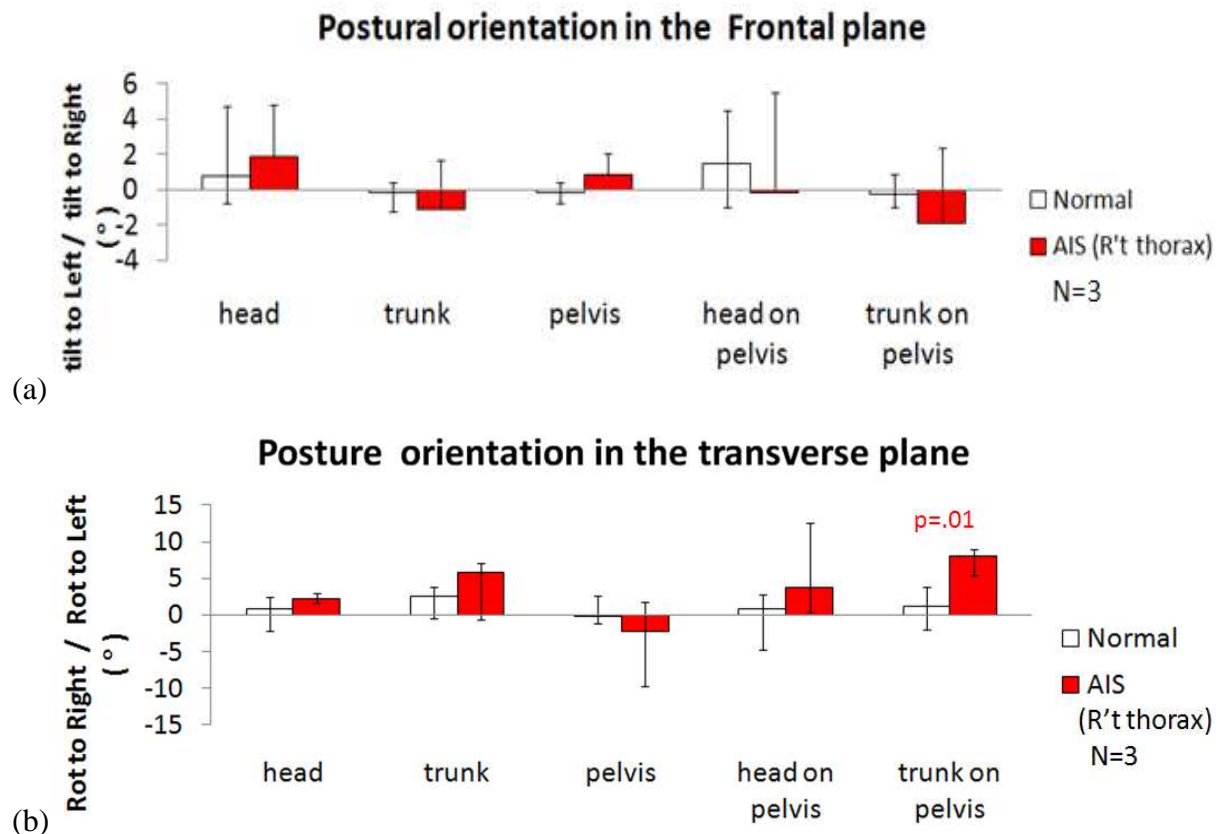 Postural orientation in the Frontal plane
tilt to Left / tilt to Right
(°)
6
4
2
0
-2
-4
head
trunk
pelvis
head on
pelvis
trunk on
pelvis
Normal
AIS (R't thorax)
N=3
(a)
Posture orientation in the transverse plane
Rot to Right / Rot to Left
(°)
15
10
5
0
-5
-10
-15
p=.01
head
trunk
pelvis
head on
pelvis
trunk on
pelvis
Normal
AIS
(R’t thorax)
N=3
(b)